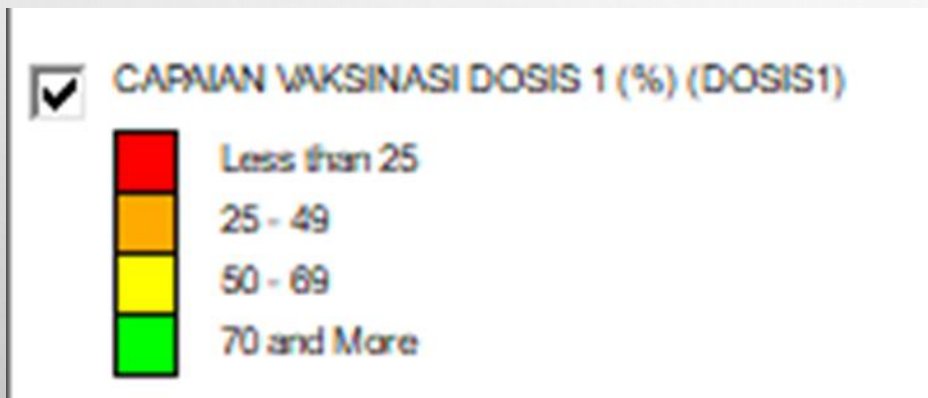 CAPAIAN VAKSINASI DOSIS 1 (%) (DOSIS1)
Less than 25
25 - 49
50 - 69
70 and More